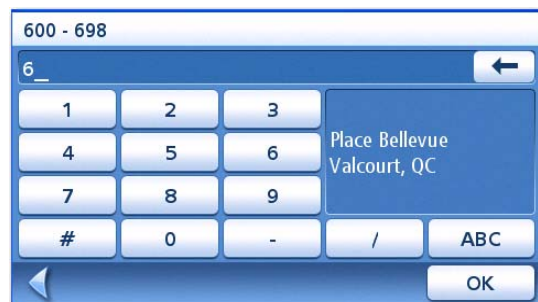 600 - 698
6_
1 2 3
4 5 6
7 8 9
Place Bellevue
Valcourt, QC
# 0 - / ABC
OK